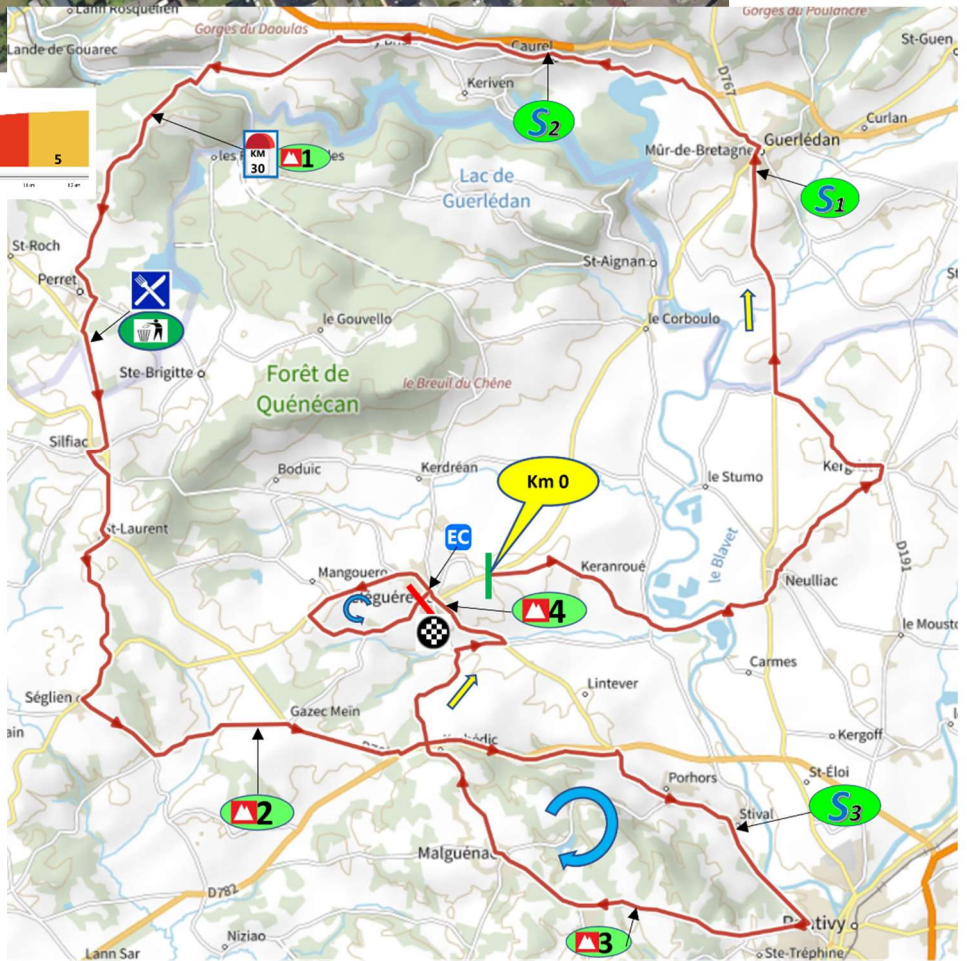 Lann Rosquellen
Gorges du Daoulas
Gorges du Poulancre
Lande de Gouarec
Caurel
St-Guen
Keriven
D767
S2
Curlan
5
Guerlédan
Mûr-de-Bretagne
KM
30
1
les
Lac de
Guerlédan
S1
St-Roch
St-Aignan
Perret
le Gouvello
le Corboulo
Ste-Brigitte
Forêt de
Quénécan
le Breuil du Chêne
Silfiac
Boduic
Kerdréan
Km 0
le Stumo
St-Laurent
EC
le Blavet
D191
Mangouero
Keranroué
Neulliac
4
le Mousto
Carmes
Séglien
Lintever
Gazec Meïn
Kergoff
Porhors
St-Éloi
2
Stival
S3
Malguénac
D782
Niziao
3
Lann Sar
Ste-Tréphine